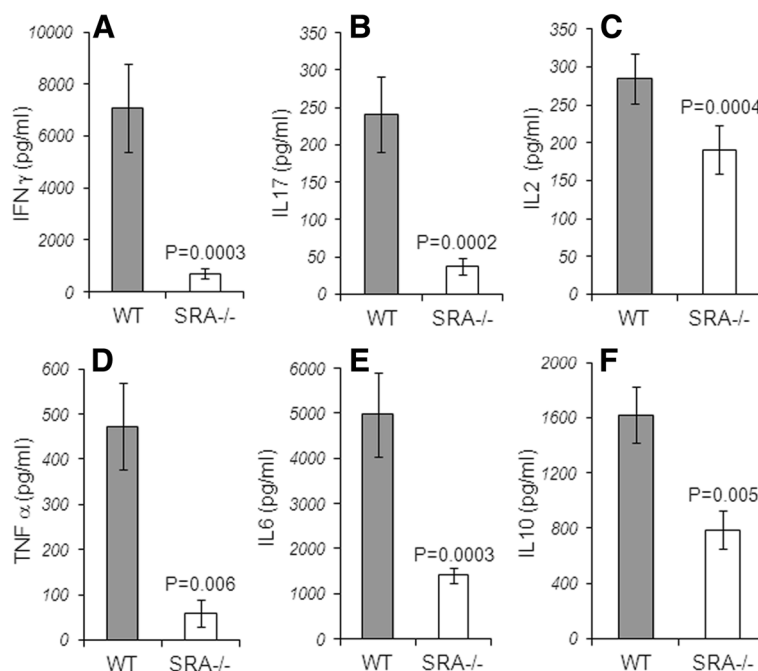 A
IFN γ (pg/ml)
10000
8000
6000
4000
2000
0
P=0.0003
WT SRA-/-
B
IL17 (pg/ml)
350
300
250
200
150
100
50
0
P=0.0002
WT SRA-/-
C
IL2 (pg/ml)
350
300
250
200
150
100
50
0
P=0.0004
WT SRA-/-
D
TNF α (pg/ml)
600
500
400
300
200
100
0
P=0.006
WT SRA-/-
E
IL6 (pg/ml)
6000
5000
4000
3000
2000
1000
0
P=0.0003
WT SRA-/-
F
IL10 (pg/ml)
2000
1600
1200
800
400
0
P=0.005
WT SRA-/-